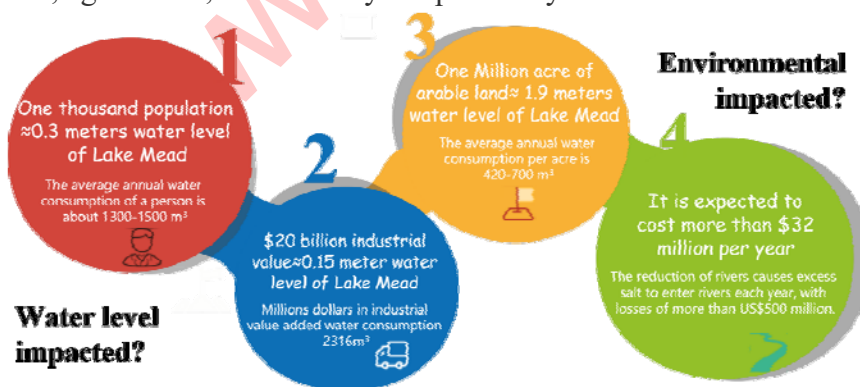 1
One thousand population
≈0.3 meters water level
of Lake Mead
The average annual water
consumption of a person is
about 1300-1500 m³
Water level
impacted?
2
$20 billion industrial
value≈0.15 meter water
level of Lake Mead
Millions dollars in industrial
value added water consumption
2316m³
3
One Million acre of
arable land≈ 1.9 meters
water level of Lake Mead
The average annual water
consumption per acre is
420-700 m³
Environmental
impacted?
4
It is expected to
cost more than $32
million per year
The reduction of rivers causes excess
salt to enter rivers each year, with
losses of more than US$500 million.